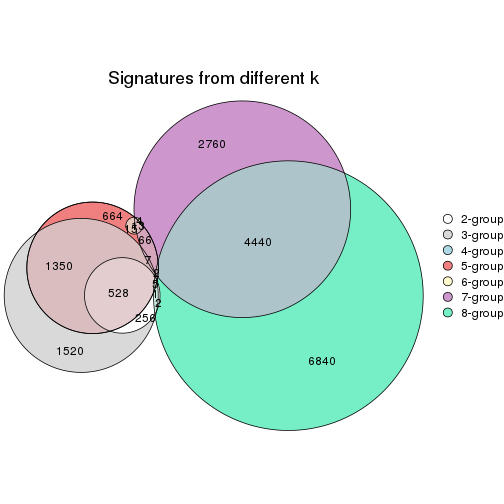 Signatures from different k
2760
664
66
4440
1350
7
528
2
256
1520
6840
2-group
3-group
4-group
5-group
6-group
7-group
8-group